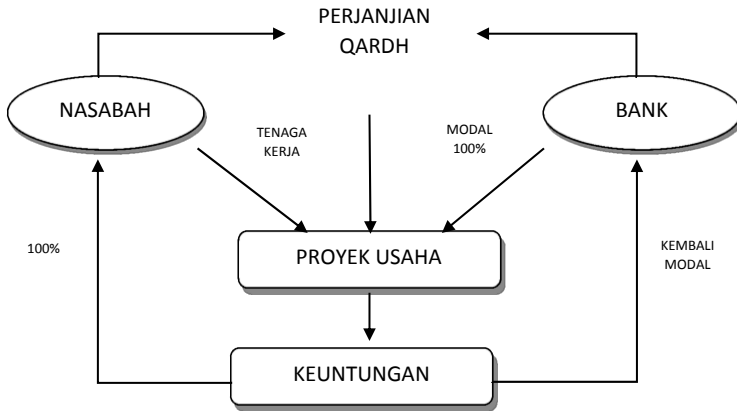 PERJANJIAN
QARDH
NASABAH
BANK
TENAGA
KERJA
MODAL
100%
PROYEK USAHA
100%
KEMBALI
MODAL
KEUNTUNGAN